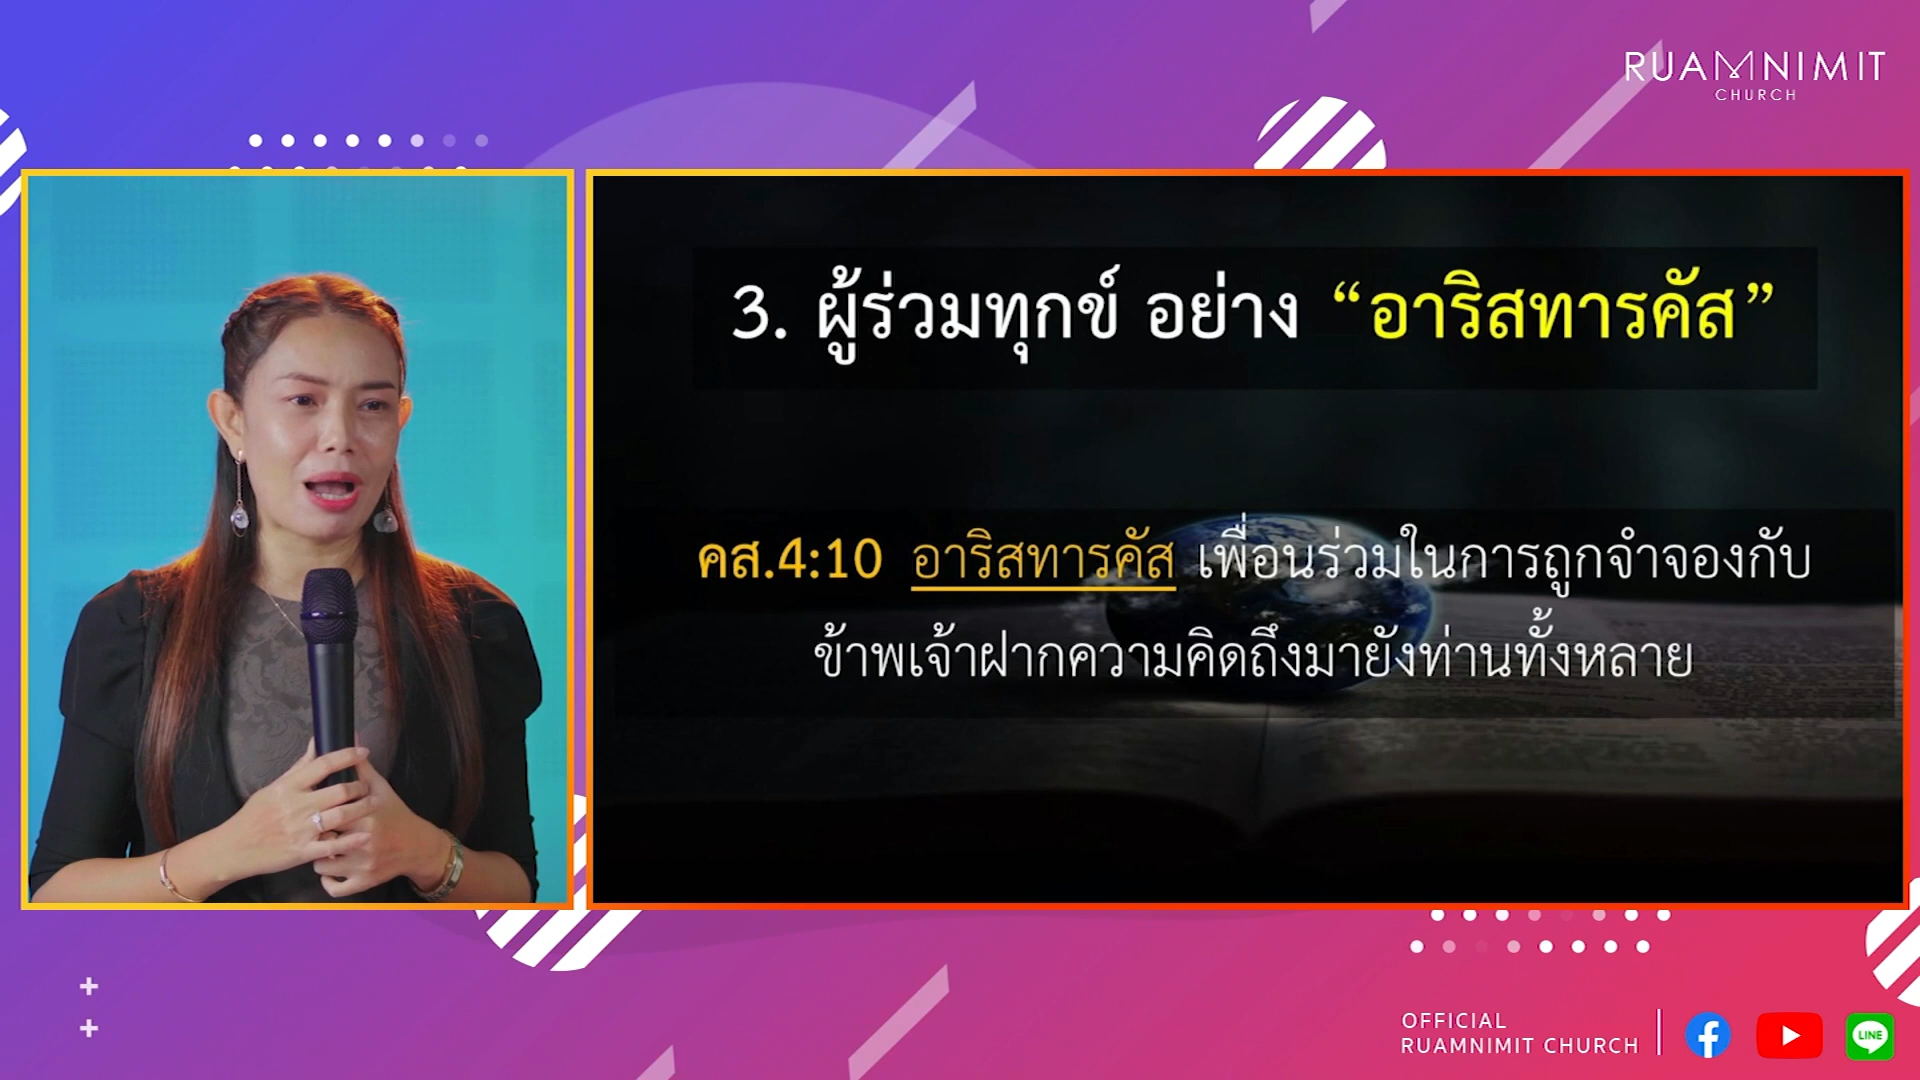 RUAMNIMIT
CHURCH
3. ผู้ร่วมทุกข์ อย่าง “อาริสทารคัส”
คส.4:10 อาริสทารคัส เพื่อนร่วมในการถูกจำจองกับ
ข้าพเจ้าฝากความคิดถึงมายังท่านทั้งหลาย
OFFICIAL
RUAMNIMIT CHURCH
LINE